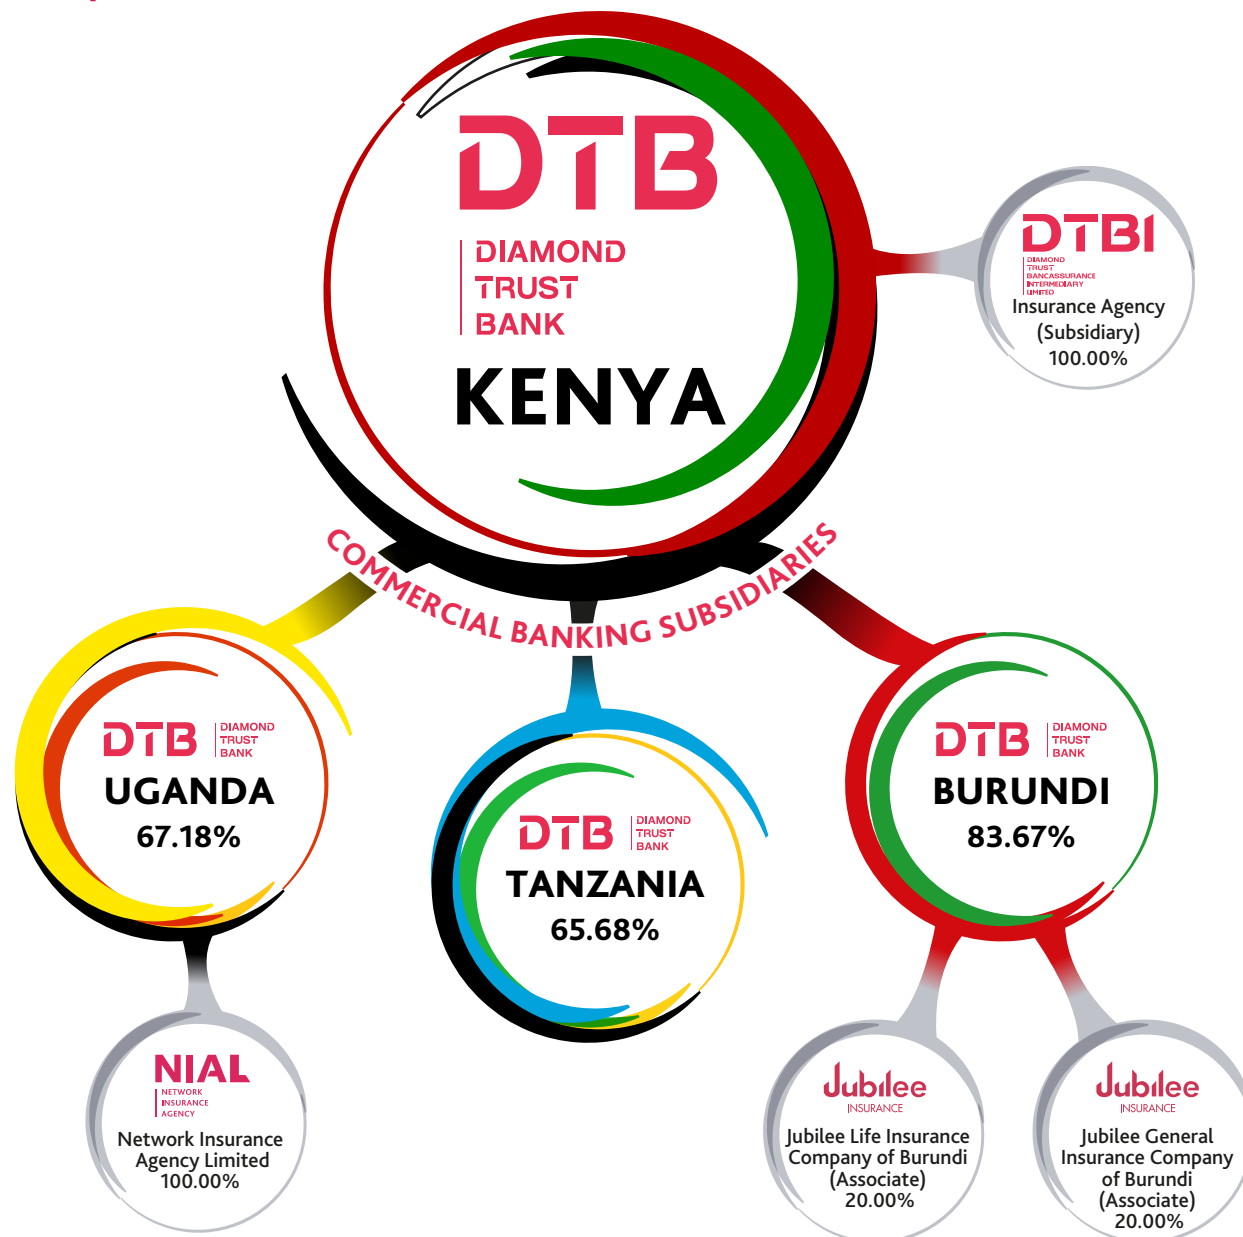 DTB
DIAMOND
TRUST
BANK
KENYA
DTBI
DIAMOND
TRUST
BANCASSURANCE
INTERMEDIARY
LIMITED
Insurance Agency
(Subsidiary)
100.00%
COMMERCIAL BANKING SUBSIDIARIES
DTB
DIAMOND
TRUST
BANK
UGANDA
67.18%
DTB
DIAMOND
TRUST
BANK
TANZANIA
65.68%
DTB
DIAMOND
TRUST
BANK
BURUNDI
83.67%
NIAL
NETWORK
INSURANCE
AGENCY
Network Insurance
Agency Limited
100.00%
Jubilee
INSURANCE
Jubilee Life Insurance
Company of Burundi
(Associate)
20.00%
Jubilee
INSURANCE
Jubilee General
Insurance Company
of Burundi
(Associate)
20.00%